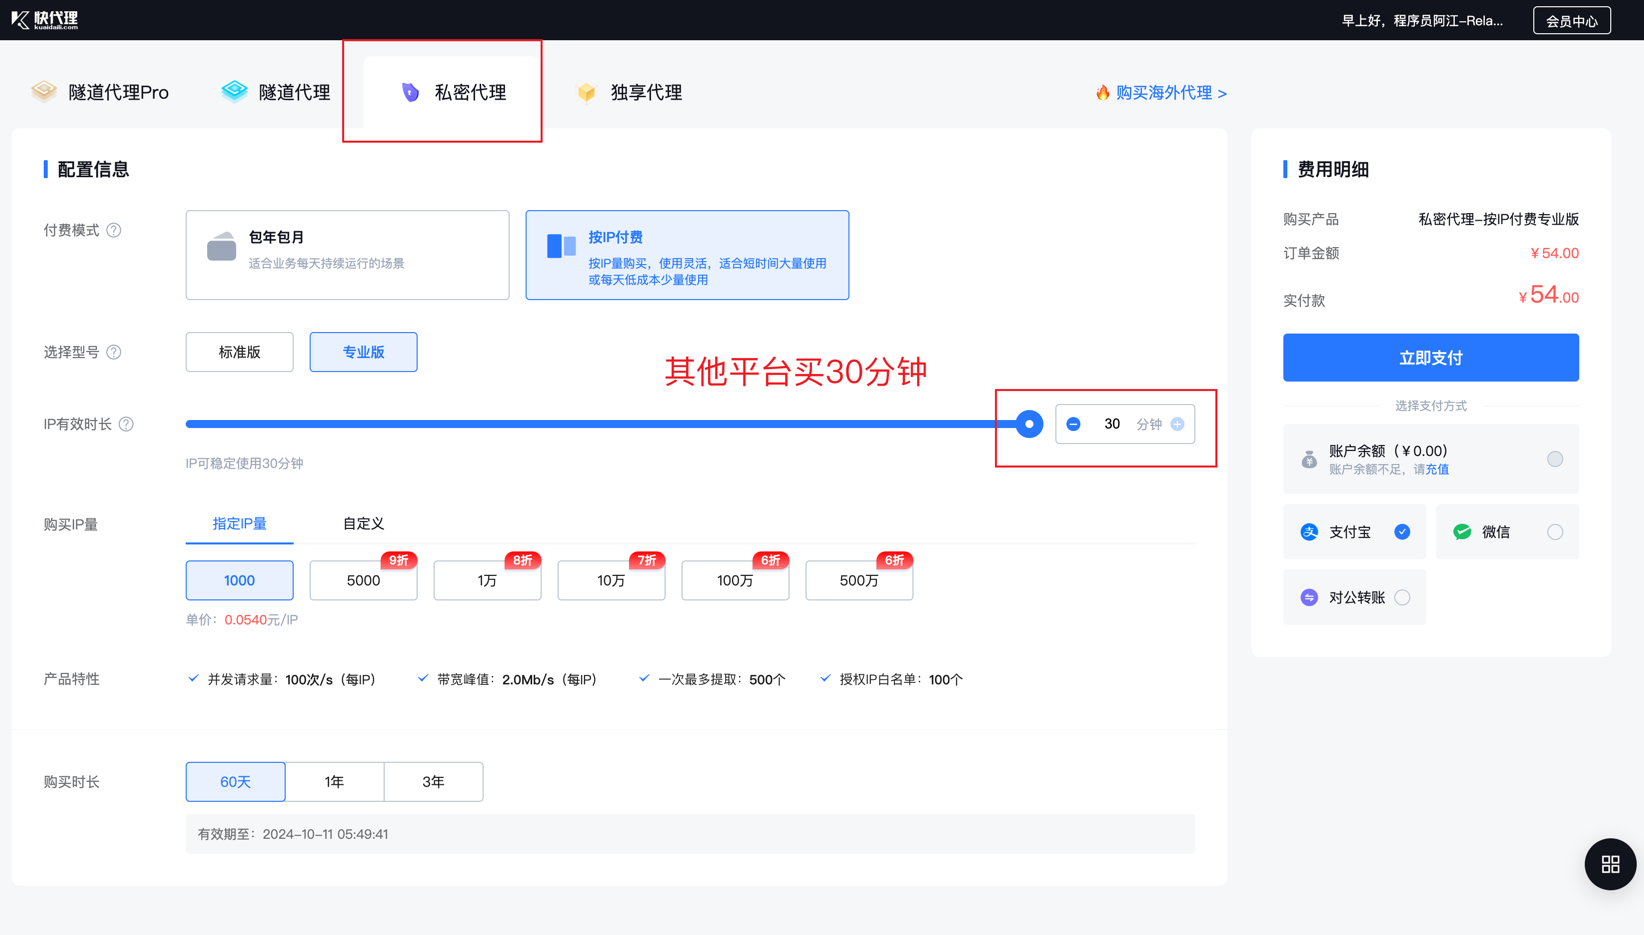 快代理
kuaidaili.com
早上好，程序员阿江-Rela...
会员中心
隧道代理Pro
隧道代理
私密代理
独享代理
购买海外代理 >
配置信息
付费模式 ?
包年包月
适合业务每天持续运行的场景
按IP付费
按IP量购买，使用灵活，适合短时间大量使用
或每天低成本少量使用
选择型号 ?
标准版
专业版
其他平台买30分钟
IP有效时长 ?
30 分钟
IP可稳定使用30分钟
购买IP量
指定IP量
自定义
1000
5000 9折
1万 8折
10万 7折
100万 6折
500万 6折
单价：0.0540元/IP
产品特性
并发请求量：100次/s（每IP）
带宽峰值：2.0Mb/s（每IP）
一次最多提取：500个
授权IP白名单：100个
购买时长
60天
1年
3年
有效期至：2024-10-11 05:49:41
费用明细
购买产品 私密代理-按IP付费专业版
订单金额 ¥54.00
实付款 ¥54.00
立即支付
选择支付方式
账户余额（¥0.00）
账户余额不足，请充值
支付宝
微信
对公转账